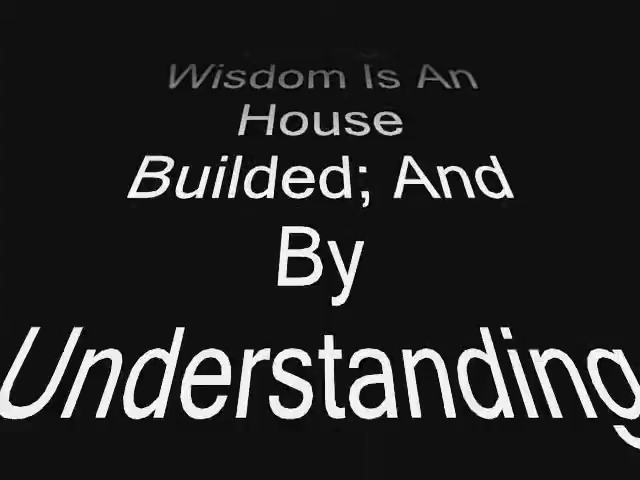 Wisdom Is An
House
Builded; And
By
Understanding